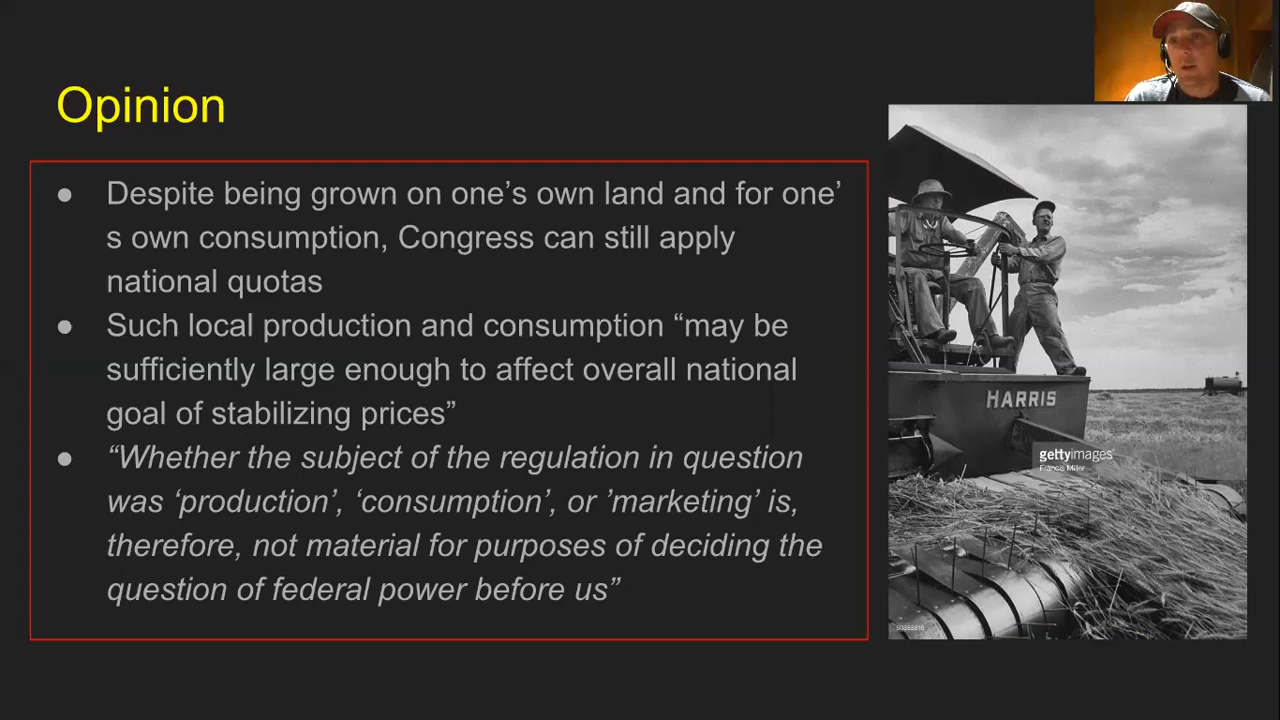 Opinion
● Despite being grown on one’s own land and for one’
s own consumption, Congress can still apply
national quotas
● Such local production and consumption “may be
sufficiently large enough to affect overall national
goal of stabilizing prices”
● “Whether the subject of the regulation in question
was ‘production’, ‘consumption’, or ’marketing’ is,
therefore, not material for purposes of deciding the
question of federal power before us”
HARRIS
gettyimages
Francis Miller